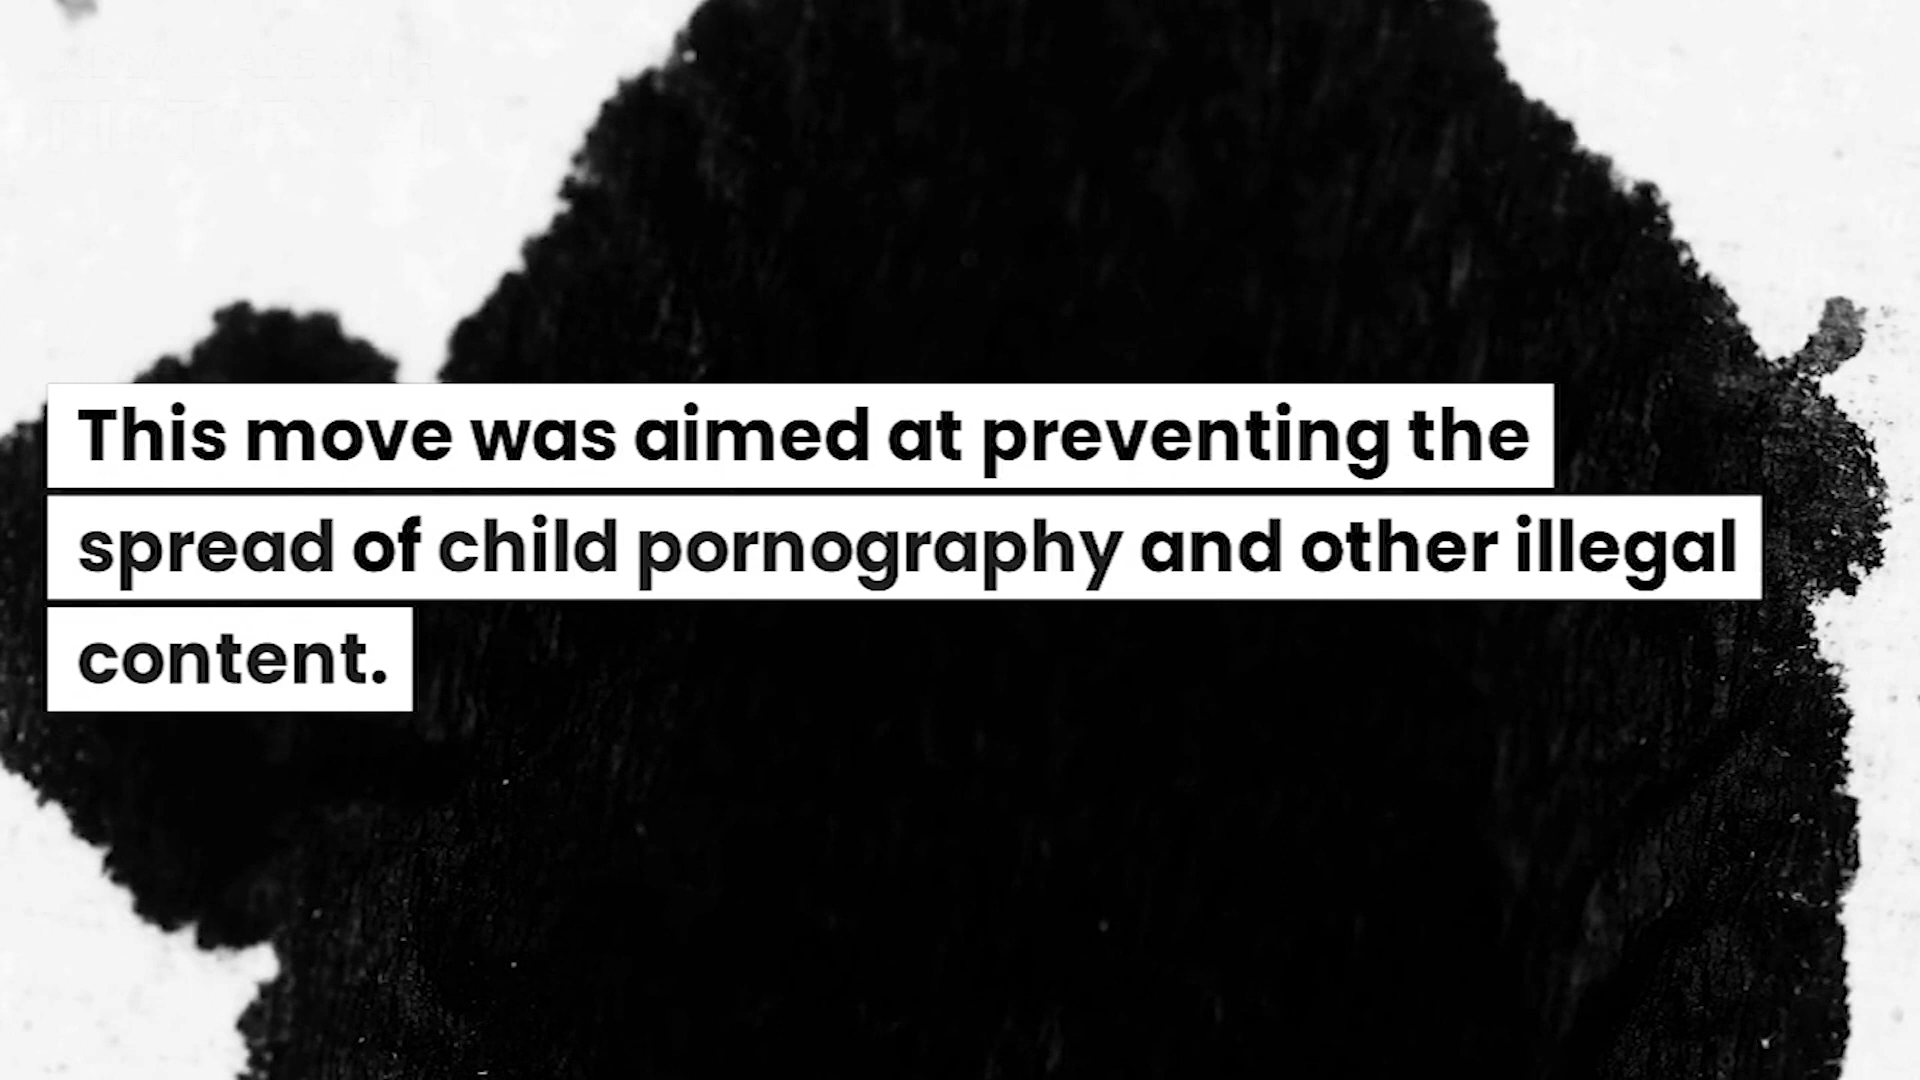 This move was aimed at preventing the
spread of child pornography and other illegal
content.